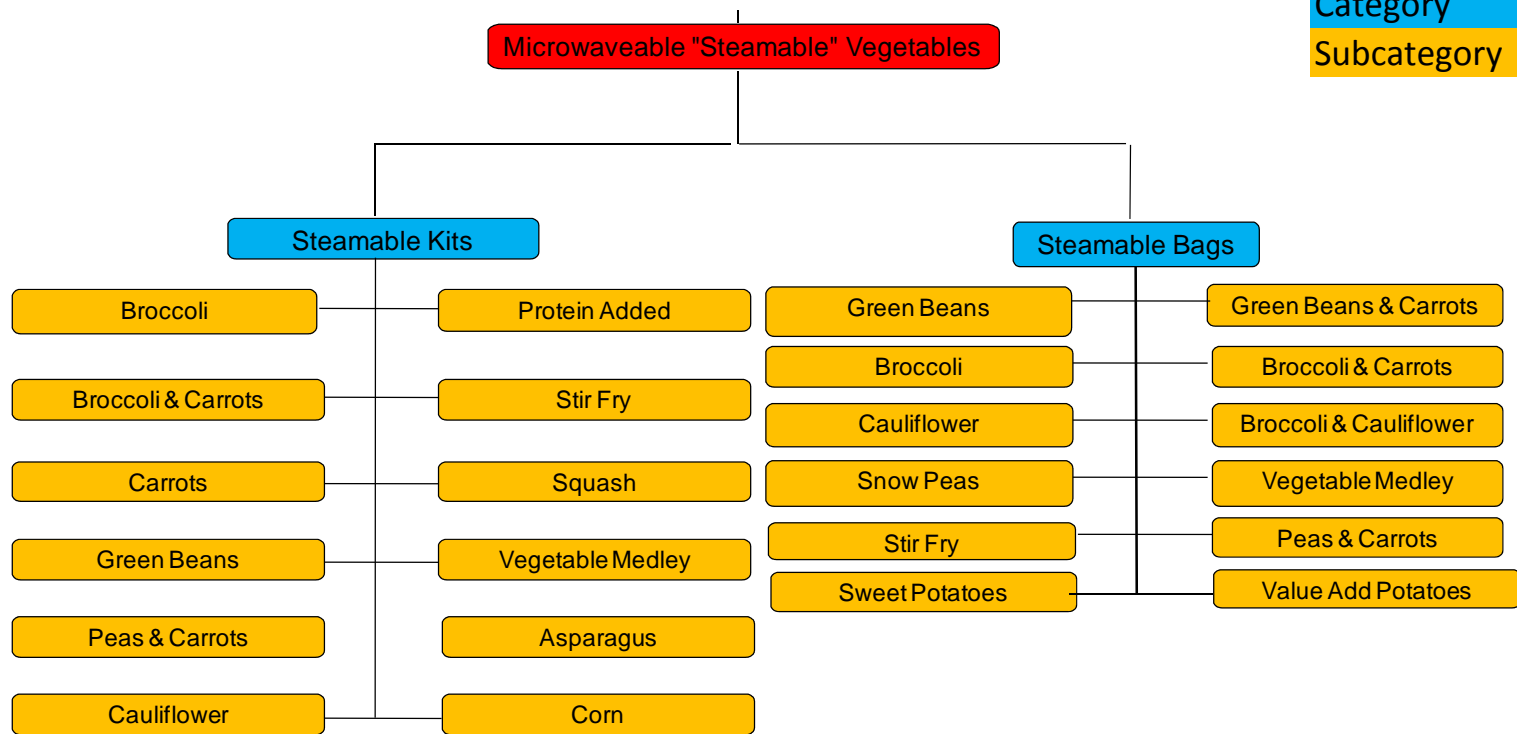 Category
Subcategory
Microwaveable "Steamable" Vegetables
Steamable Kits
Broccoli
Protein Added
Broccoli & Carrots
Stir Fry
Carrots
Squash
Green Beans
Vegetable Medley
Peas & Carrots
Asparagus
Cauliflower
Corn
Steamable Bags
Green Beans
Green Beans & Carrots
Broccoli
Broccoli & Carrots
Cauliflower
Broccoli & Cauliflower
Snow Peas
Vegetable Medley
Stir Fry
Peas & Carrots
Sweet Potatoes
Value Add Potatoes